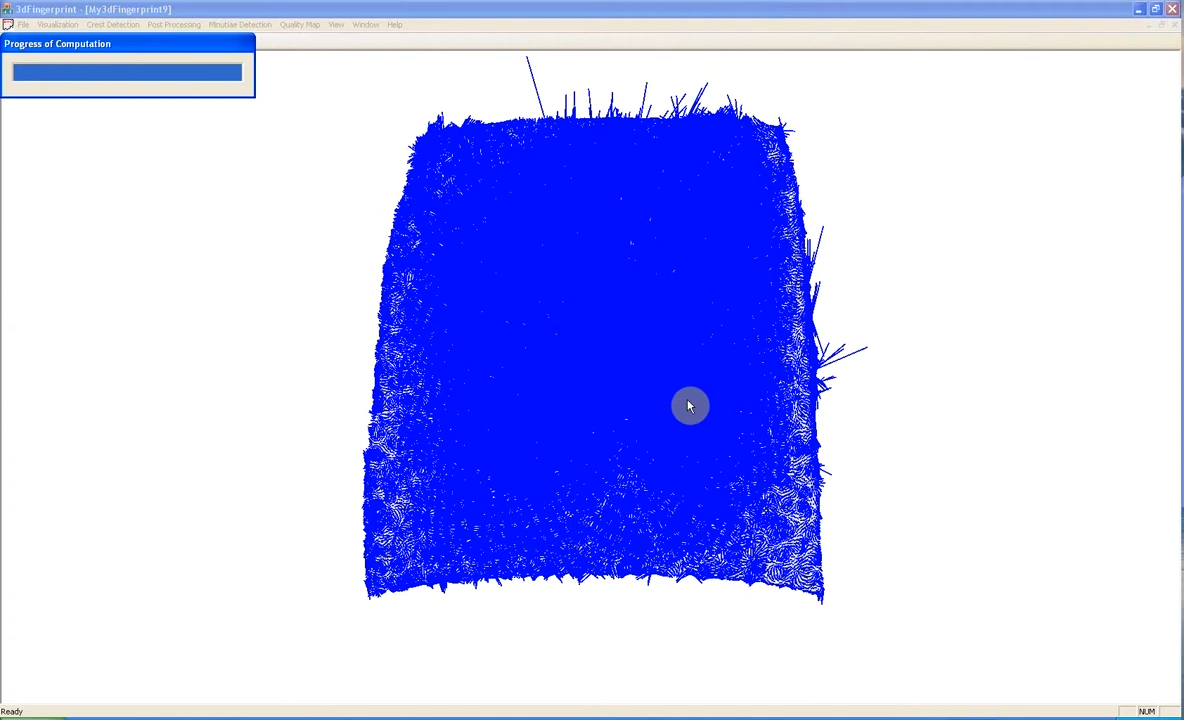 3dFingerprint - [My3dFingerprint9]
File Visualization Crest Detection Post Processing Minutiae Detection Quality Map View Window Help
Progress of Computation
Ready
NUM